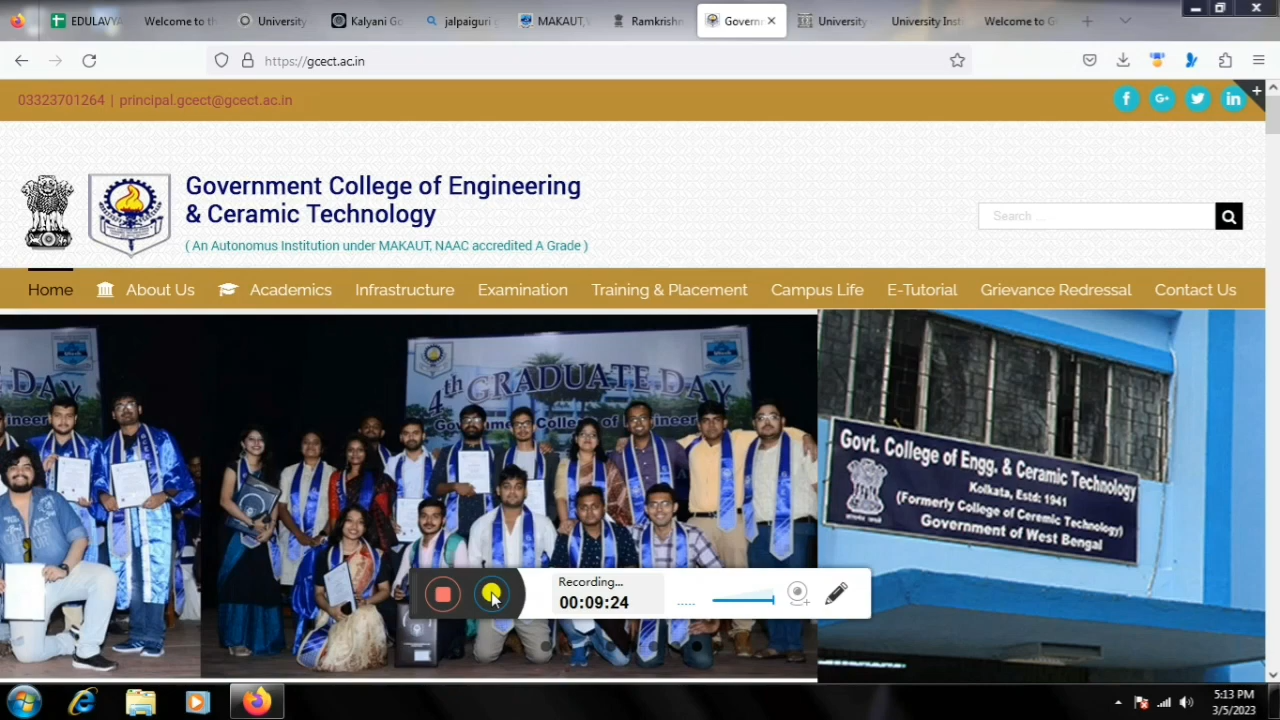 EDULAVYA
Welcome to th
University
Kalyani Go
jalpaiguri g
MAKAUT,
Ramkrishn
Govern
University
University Inst
Welcome to G
https://gcect.ac.in
03323701264 | principal.gcect@gcect.ac.in
Government College of Engineering
& Ceramic Technology
( An Autonomus Institution under MAKAUT, NAAC accredited A Grade )
Search ...
Home
About Us
Academics
Infrastructure
Examination
Training & Placement
Campus Life
E-Tutorial
Grievance Redressal
Contact Us
E DAY
4th GRADUATE DAY
Govt. College of Engg. & Ceramic Technology
Kolkata, Estd: 1941
(Formerly College of Ceremic Technology)
Government of West Bengal
Recording...
00:09:24
5:13 PM
3/5/2023